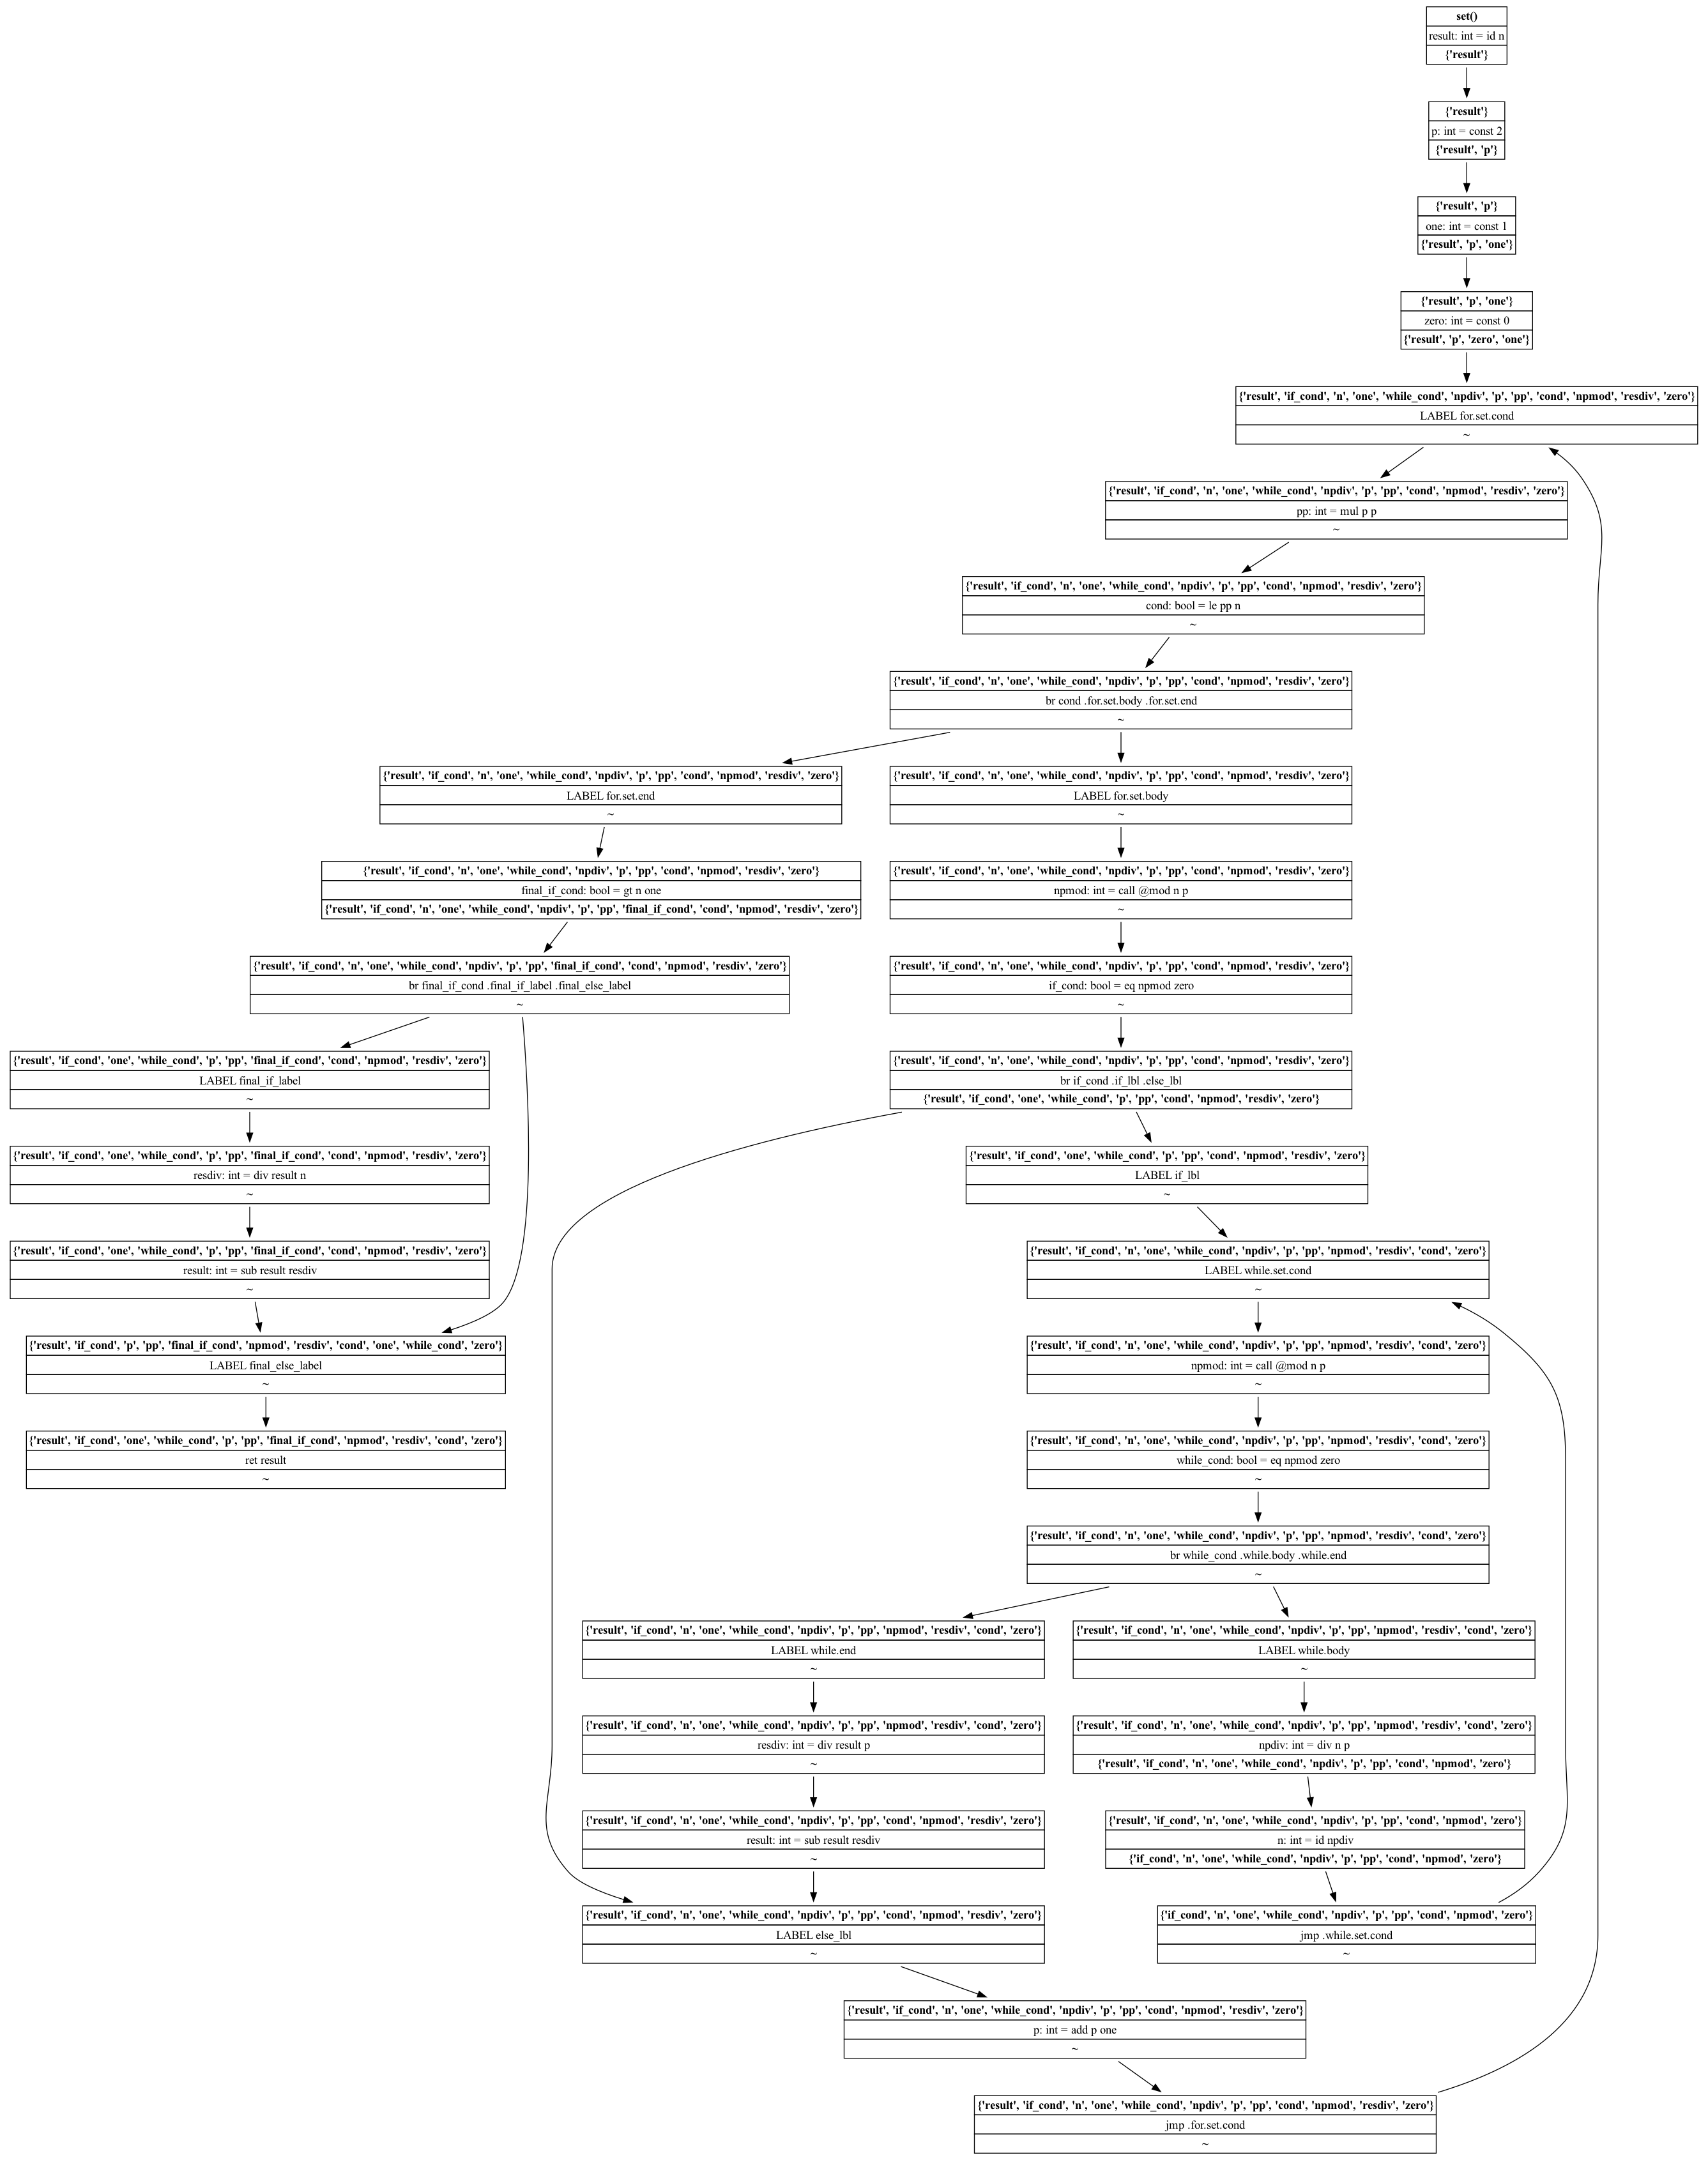 set()
result: int = id n
{'result'}
{'result'}
p: int = const 2
{'result', 'p'}
{'result', 'p'}
one: int = const 1
{'result', 'p', 'one'}
{'result', 'p', 'one'}
zero: int = const 0
{'result', 'p', 'zero', 'one'}
{'result', 'if_cond', 'n', 'one', 'while_cond', 'npdiv', 'p', 'pp', 'cond', 'npmod', 'resdiv', 'zero'}
LABEL for.set.cond
~
{'result', 'if_cond', 'n', 'one', 'while_cond', 'npdiv', 'p', 'pp', 'cond', 'npmod', 'resdiv', 'zero'}
pp: int = mul p p
~
{'result', 'if_cond', 'n', 'one', 'while_cond', 'npdiv', 'p', 'pp', 'cond', 'npmod', 'resdiv', 'zero'}
cond: bool = le pp n
~
{'result', 'if_cond', 'n', 'one', 'while_cond', 'npdiv', 'p', 'pp', 'cond', 'npmod', 'resdiv', 'zero'}
br cond .for.set.body .for.set.end
~
{'result', 'if_cond', 'n', 'one', 'while_cond', 'npdiv', 'p', 'pp', 'cond', 'npmod', 'resdiv', 'zero'}
LABEL for.set.end
~
{'result', 'if_cond', 'n', 'one', 'while_cond', 'npdiv', 'p', 'pp', 'cond', 'npmod', 'resdiv', 'zero'}
LABEL for.set.body
~
{'result', 'if_cond', 'n', 'one', 'while_cond', 'npdiv', 'p', 'pp', 'cond', 'npmod', 'resdiv', 'zero'}
final_if_cond: bool = gt n one
{'result', 'if_cond', 'n', 'one', 'while_cond', 'npdiv', 'p', 'pp', 'final_if_cond', 'cond', 'npmod', 'resdiv', 'zero'}
{'result', 'if_cond', 'n', 'one', 'while_cond', 'npdiv', 'p', 'pp', 'cond', 'npmod', 'resdiv', 'zero'}
npmod: int = call @mod n p
~
{'result', 'if_cond', 'n', 'one', 'while_cond', 'npdiv', 'p', 'pp', 'final_if_cond', 'cond', 'npmod', 'resdiv', 'zero'}
br final_if_cond .final_if_label .final_else_label
~
{'result', 'if_cond', 'n', 'one', 'while_cond', 'npdiv', 'p', 'pp', 'cond', 'npmod', 'resdiv', 'zero'}
if_cond: bool = eq npmod zero
~
{'result', 'if_cond', 'one', 'while_cond', 'p', 'pp', 'final_if_cond', 'cond', 'npmod', 'resdiv', 'zero'}
LABEL final_if_label
~
{'result', 'if_cond', 'n', 'one', 'while_cond', 'npdiv', 'p', 'pp', 'cond', 'npmod', 'resdiv', 'zero'}
br if_cond .if_lbl .else_lbl
{'result', 'if_cond', 'one', 'while_cond', 'p', 'pp', 'cond', 'npmod', 'resdiv', 'zero'}
{'result', 'if_cond', 'one', 'while_cond', 'p', 'pp', 'final_if_cond', 'cond', 'npmod', 'resdiv', 'zero'}
resdiv: int = div result n
~
{'result', 'if_cond', 'one', 'while_cond', 'p', 'pp', 'cond', 'npmod', 'resdiv', 'zero'}
LABEL if_lbl
~
{'result', 'if_cond', 'one', 'while_cond', 'p', 'pp', 'final_if_cond', 'cond', 'npmod', 'resdiv', 'zero'}
result: int = sub result resdiv
~
{'result', 'if_cond', 'n', 'one', 'while_cond', 'npdiv', 'p', 'pp', 'npmod', 'resdiv', 'cond', 'zero'}
LABEL while.set.cond
~
{'result', 'if_cond', 'p', 'pp', 'final_if_cond', 'npmod', 'resdiv', 'cond', 'one', 'while_cond', 'zero'}
LABEL final_else_label
~
{'result', 'if_cond', 'n', 'one', 'while_cond', 'npdiv', 'p', 'pp', 'npmod', 'resdiv', 'cond', 'zero'}
npmod: int = call @mod n p
~
{'result', 'if_cond', 'one', 'while_cond', 'p', 'pp', 'final_if_cond', 'npmod', 'resdiv', 'cond', 'zero'}
ret result
~
{'result', 'if_cond', 'n', 'one', 'while_cond', 'npdiv', 'p', 'pp', 'npmod', 'resdiv', 'cond', 'zero'}
while_cond: bool = eq npmod zero
~
{'result', 'if_cond', 'n', 'one', 'while_cond', 'npdiv', 'p', 'pp', 'npmod', 'resdiv', 'cond', 'zero'}
br while_cond .while.body .while.end
~
{'result', 'if_cond', 'n', 'one', 'while_cond', 'npdiv', 'p', 'pp', 'npmod', 'resdiv', 'cond', 'zero'}
LABEL while.end
~
{'result', 'if_cond', 'n', 'one', 'while_cond', 'npdiv', 'p', 'pp', 'npmod', 'resdiv', 'cond', 'zero'}
LABEL while.body
~
{'result', 'if_cond', 'n', 'one', 'while_cond', 'npdiv', 'p', 'pp', 'npmod', 'resdiv', 'cond', 'zero'}
resdiv: int = div result p
~
{'result', 'if_cond', 'n', 'one', 'while_cond', 'npdiv', 'p', 'pp', 'npmod', 'resdiv', 'cond', 'zero'}
npdiv: int = div n p
{'result', 'if_cond', 'n', 'one', 'while_cond', 'npdiv', 'p', 'pp', 'cond', 'npmod', 'zero'}
{'result', 'if_cond', 'n', 'one', 'while_cond', 'npdiv', 'p', 'pp', 'cond', 'npmod', 'resdiv', 'zero'}
result: int = sub result resdiv
~
{'result', 'if_cond', 'n', 'one', 'while_cond', 'npdiv', 'p', 'pp', 'cond', 'npmod', 'zero'}
n: int = id npdiv
{'if_cond', 'n', 'one', 'while_cond', 'npdiv', 'p', 'pp', 'cond', 'npmod', 'zero'}
{'result', 'if_cond', 'n', 'one', 'while_cond', 'npdiv', 'p', 'pp', 'cond', 'npmod', 'resdiv', 'zero'}
LABEL else_lbl
~
{'if_cond', 'n', 'one', 'while_cond', 'npdiv', 'p', 'pp', 'cond', 'npmod', 'zero'}
jmp .while.set.cond
~
{'result', 'if_cond', 'n', 'one', 'while_cond', 'npdiv', 'p', 'pp', 'cond', 'npmod', 'resdiv', 'zero'}
p: int = add p one
~
{'result', 'if_cond', 'n', 'one', 'while_cond', 'npdiv', 'p', 'pp', 'cond', 'npmod', 'resdiv', 'zero'}
jmp .for.set.cond
~